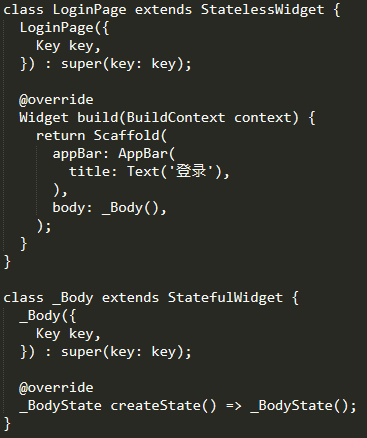 class LoginPage extends StatelessWidget {
  LoginPage({
    Key key,
  }) : super(key: key);

  @override
  Widget build(BuildContext context) {
    return Scaffold(
      appBar: AppBar(
        title: Text('登录'),
      ),
      body: _Body(),
    );
  }
}

class _Body extends StatefulWidget {
  _Body({
    Key key,
  }) : super(key: key);

  @override
  _BodyState createState() => _BodyState();
}